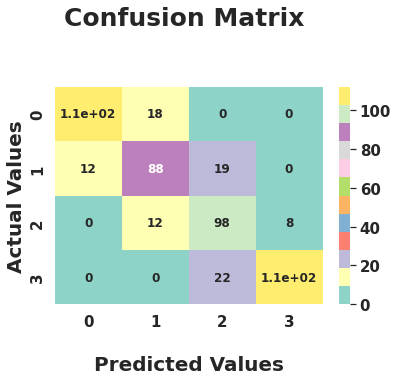 Confusion Matrix
Actual Values
0 1.1e+02 18 0 0
1 12 88 19 0
2 0 12 98 8
3 0 0 22 1.1e+02
0 1 2 3
Predicted Values
100
80
60
40
20
0